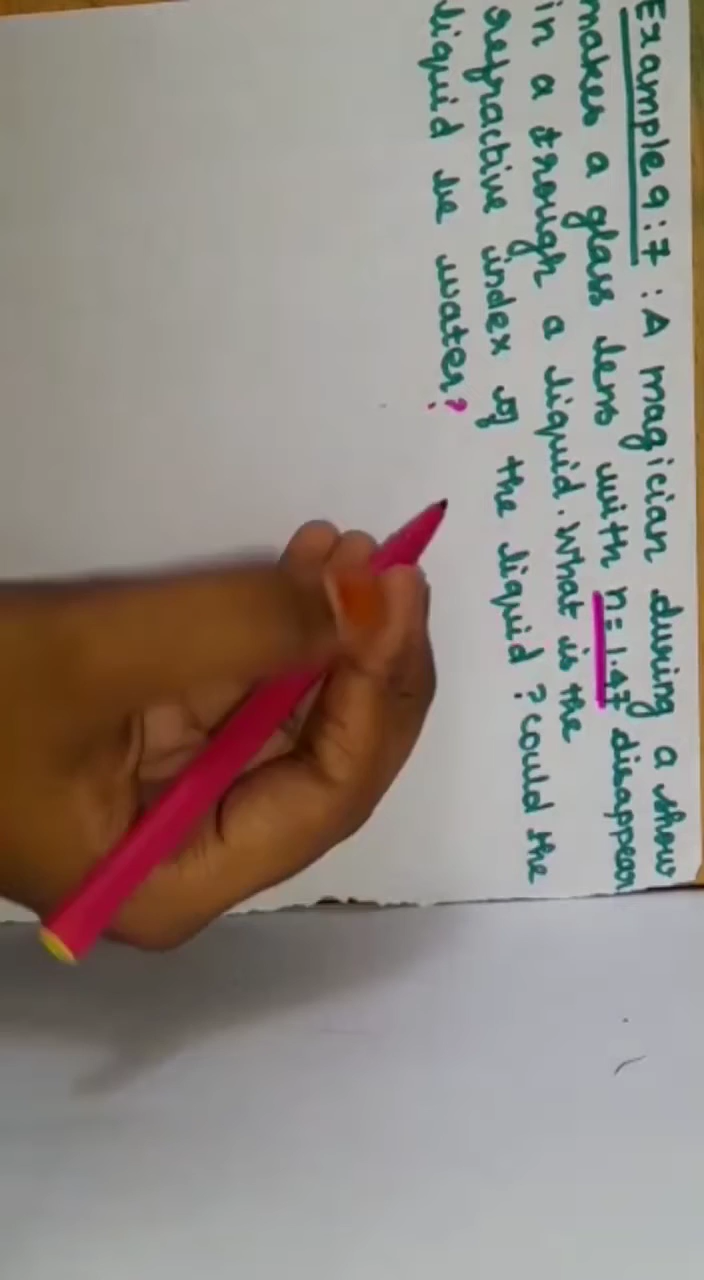 Example 9:7 : A magician during a show
makes a glass lens with n=1.47 disappear
in a trough a liquid. What is the
refractive index of the liquid? could the
liquid be water?